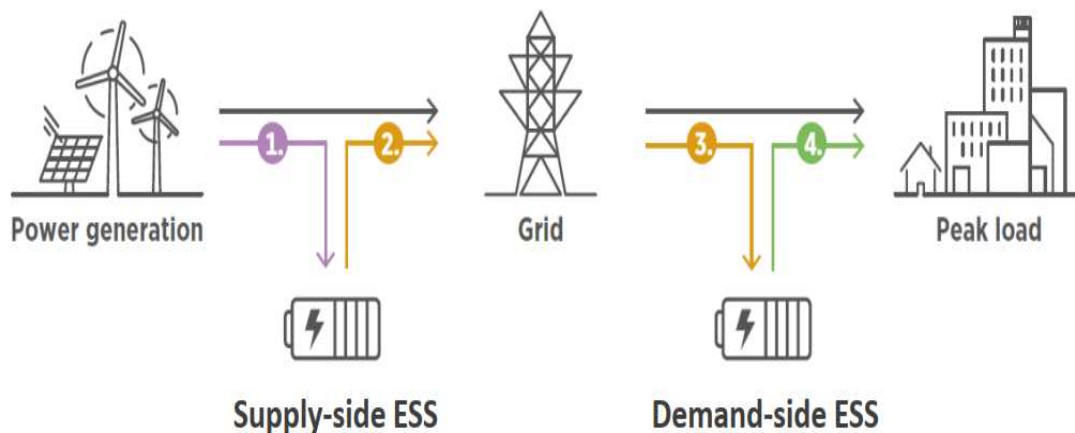 1.
2.
3.
4.
Power generation
Grid
Peak load
Supply-side ESS
Demand-side ESS